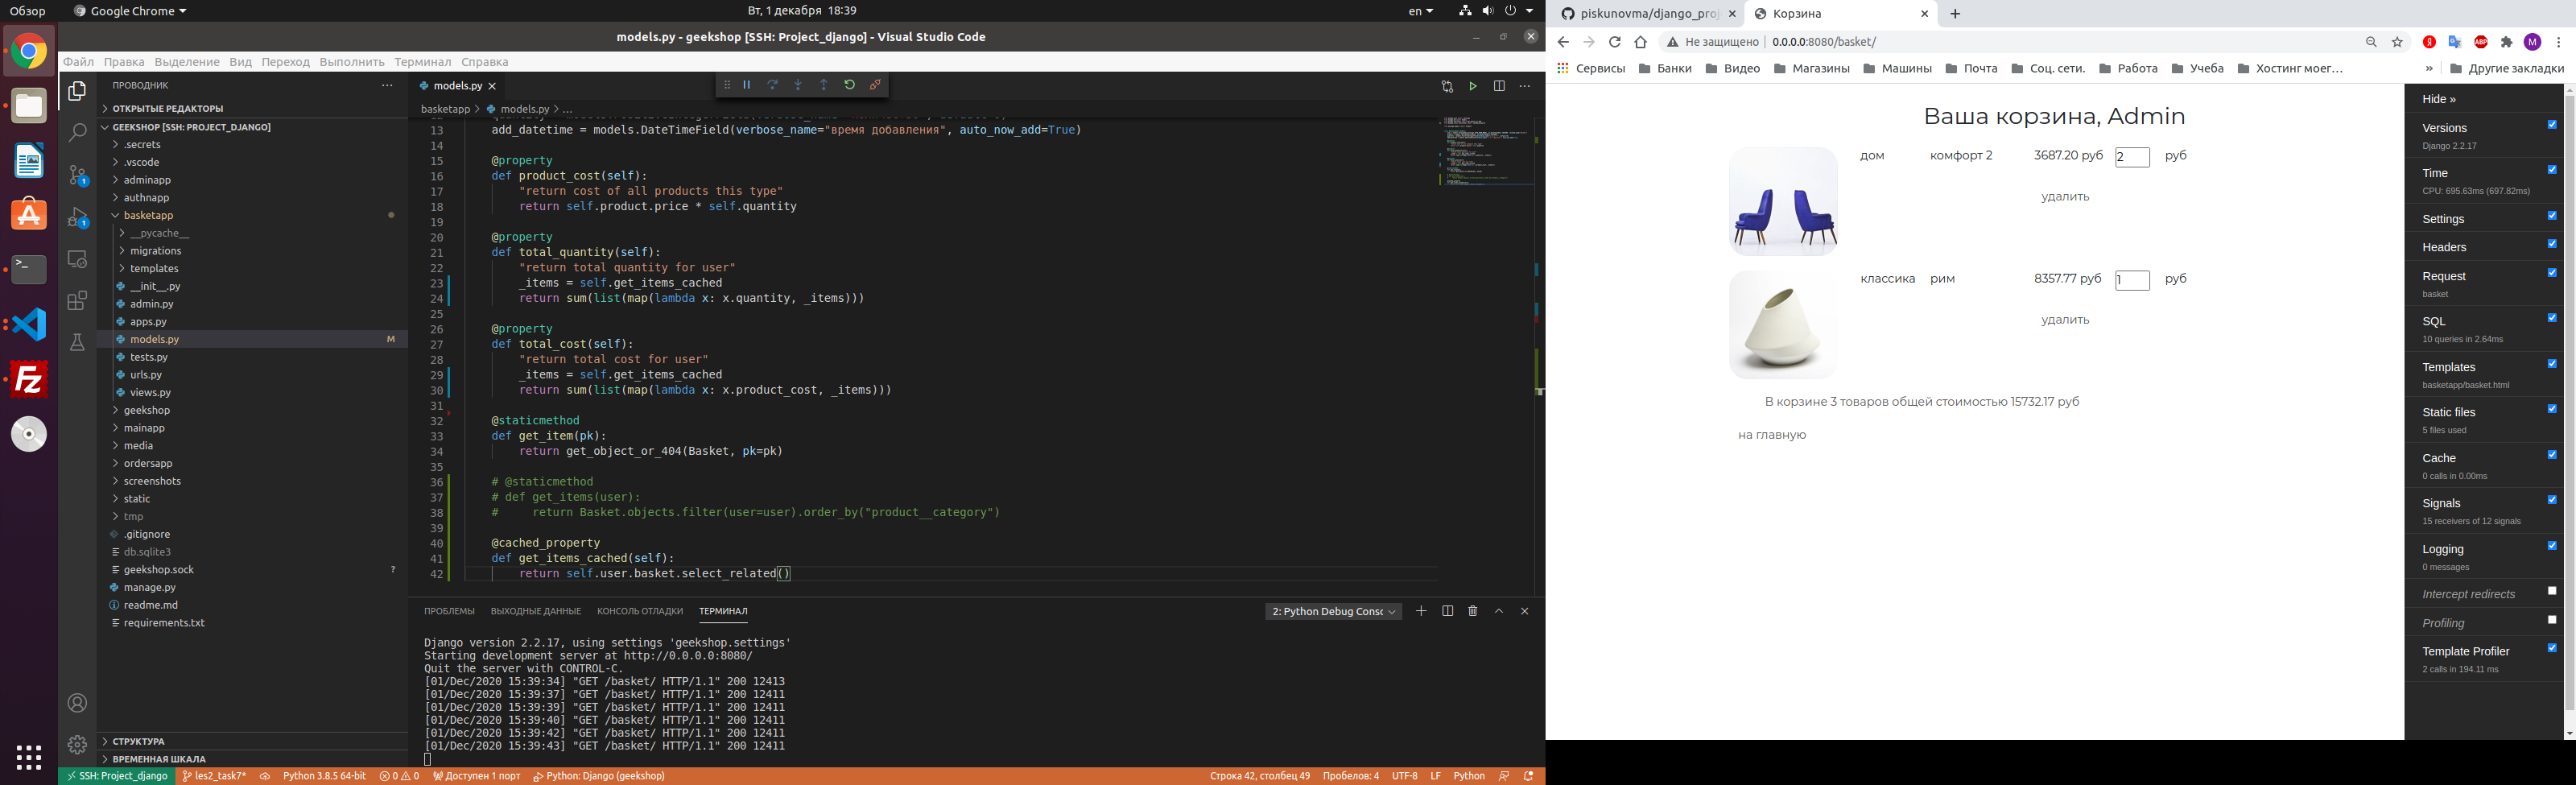 Обзор
Google Chrome
Вт, 1 декабря 18:39
en
models.py - geekshop [SSH: Project_django] - Visual Studio Code
Файл Правка Выделение Вид Переход Выполнить Терминал Справка
ПРОВОДНИК
ОТКРЫТЫЕ РЕДАКТОРЫ
GEEKSHOP [SSH: PROJECT_DJANGO]
.secrets
.vscode
adminapp
authnapp
basketapp
__pycache__
migrations
templates
__init__.py
admin.py
apps.py
models.py M
tests.py
urls.py
views.py
geekshop
mainapp
media
ordersapp
screenshots
static
tmp
.gitignore
db.sqlite3
geekshop.sock ?
manage.py
readme.md
requirements.txt
СТРУКТУРА
ВРЕМЕННАЯ ШКАЛА
models.py
basketapp > models.py > ...
13 add_datetime = models.DateTimeField(verbose_name="время добавления", auto_now_add=True)
14
15 @property
16 def product_cost(self):
17 "return cost of all products this type"
18 return self.product.price * self.quantity
19
20 @property
21 def total_quantity(self):
22 "return total quantity for user"
23 _items = self.get_items_cached
24 return sum(list(map(lambda x: x.quantity, _items)))
25
26 @property
27 def total_cost(self):
28 "return total cost for user"
29 _items = self.get_items_cached
30 return sum(list(map(lambda x: x.product_cost, _items)))
31
32 @staticmethod
33 def get_item(pk):
34 return get_object_or_404(Basket, pk=pk)
35
36 # @staticmethod
37 # def get_items(user):
38 #     return Basket.objects.filter(user=user).order_by("product__category")
39
40 @cached_property
41 def get_items_cached(self):
42 return self.user.basket.select_related()
ПРОБЛЕМЫ ВЫХОДНЫЕ ДАННЫЕ КОНСОЛЬ ОТЛАДКИ ТЕРМИНАЛ
2: Python Debug Consc
Django version 2.2.17, using settings 'geekshop.settings'
Starting development server at http://0.0.0.0:8080/
Quit the server with CONTROL-C.
[01/Dec/2020 15:39:34] "GET /basket/ HTTP/1.1" 200 12413
[01/Dec/2020 15:39:37] "GET /basket/ HTTP/1.1" 200 12411
[01/Dec/2020 15:39:39] "GET /basket/ HTTP/1.1" 200 12411
[01/Dec/2020 15:39:40] "GET /basket/ HTTP/1.1" 200 12411
[01/Dec/2020 15:39:42] "GET /basket/ HTTP/1.1" 200 12411
[01/Dec/2020 15:39:43] "GET /basket/ HTTP/1.1" 200 12411
SSH: Project_django les2_task7* Python 3.8.5 64-bit 0 0 Доступен 1 порт Python: Django (geekshop)
Строка 42, столбец 49 Пробелов: 4 UTF-8 LF Python
piskunovma/django_proj
Корзина
Не защищено | 0.0.0.0:8080/basket/
Сервисы Банки Видео Магазины Машины Почта Соц. сети. Работа Учеба Хостинг моег... » Другие закладки
Ваша корзина, Admin
дом комфорт 2 3687.20 руб 2 руб
удалить
классика рим 8357.77 руб 1 руб
удалить
В корзине 3 товаров общей стоимостью 15732.17 руб
на главную
Hide »
Versions
Django 2.2.17
Time
CPU: 695.63ms (697.82ms)
Settings
Headers
Request
basket
SQL
10 queries in 2.64ms
Templates
basketapp/basket.html
Static files
5 files used
Cache
0 calls in 0.00ms
Signals
15 receivers of 12 signals
Logging
0 messages
Intercept redirects
Profiling
Template Profiler
2 calls in 194.11 ms